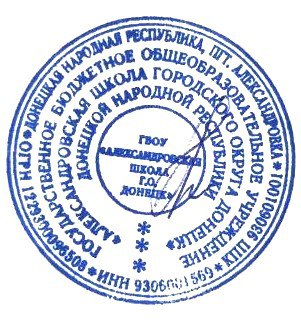 *ДОНЕЦКАЯ НАРОДНАЯ РЕСПУБЛИКА, ПГТ. АЛЕКСАНДРОВКА*
КПП 930601001
* ИНН 9306001569 *
ОГРН 1229300096508
ГОСУДАРСТВЕННОЕ БЮДЖЕТНОЕ ОБЩЕОБРАЗОВАТЕЛЬНОЕ УЧРЕЖДЕНИЕ
"АЛЕКСАНДРОВСКАЯ ШКОЛА ГОРОДСКОГО ОКРУГА ДОНЕЦК"
ДОНЕЦКОЙ НАРОДНОЙ РЕСПУБЛИКИ
ГБОУ
«АЛЕКСАНДРОВСКАЯ
ШКОЛА
Г.О.
ДОНЕЦК»
* * *